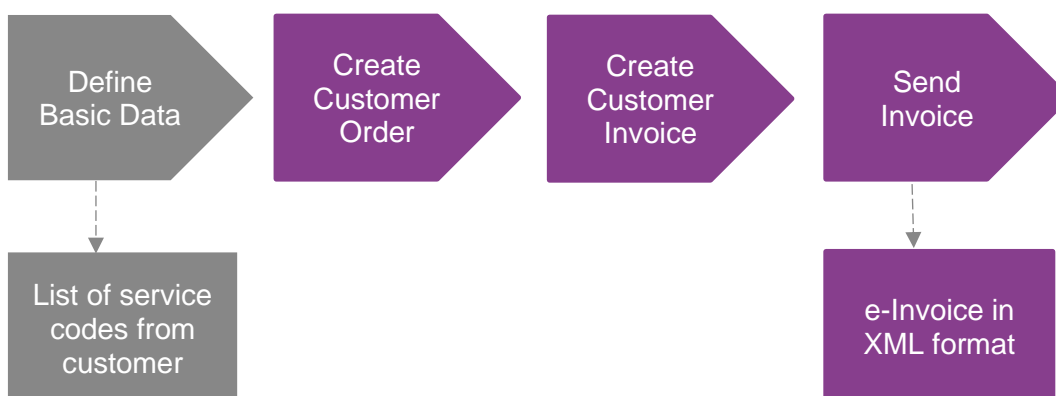 Define
Basic Data
Create
Customer
Order
Create
Customer
Invoice
Send
Invoice
List of service
codes from
customer
e-Invoice in
XML format